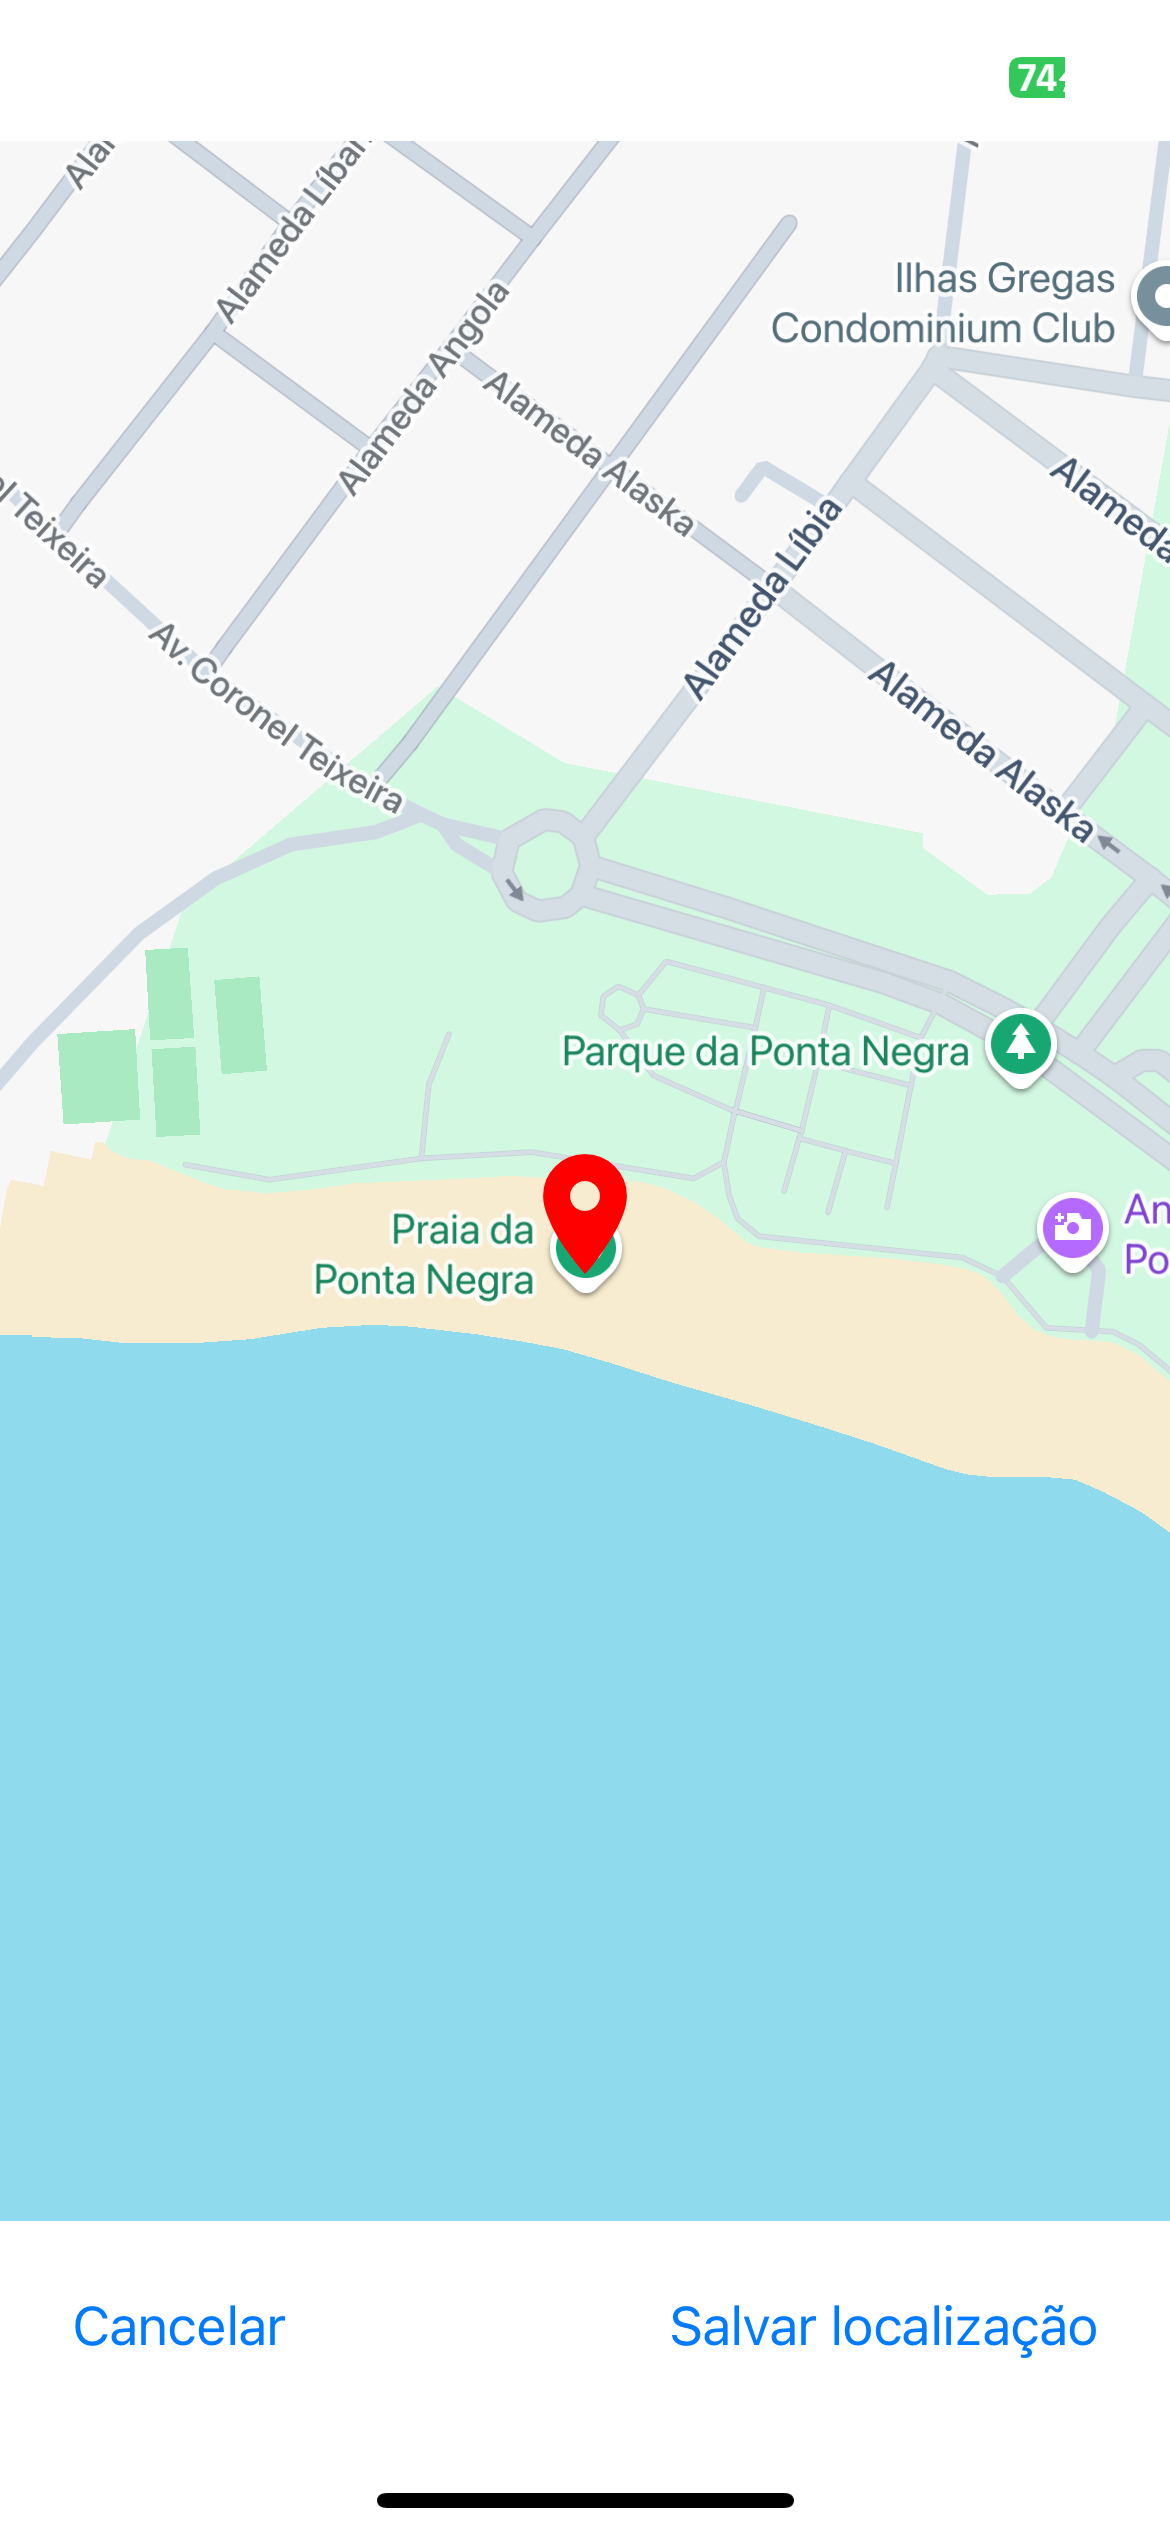 74
Alameda Líbano
Ilhas Gregas
Condominium Club
Alameda Angola
Alameda Alaska
Alameda
Teixeira
Alameda Líbia
Av. Coronel Teixeira
Alameda Alaska
Parque da Ponta Negra
Praia da
Ponta Negra
Cancelar
Salvar localização